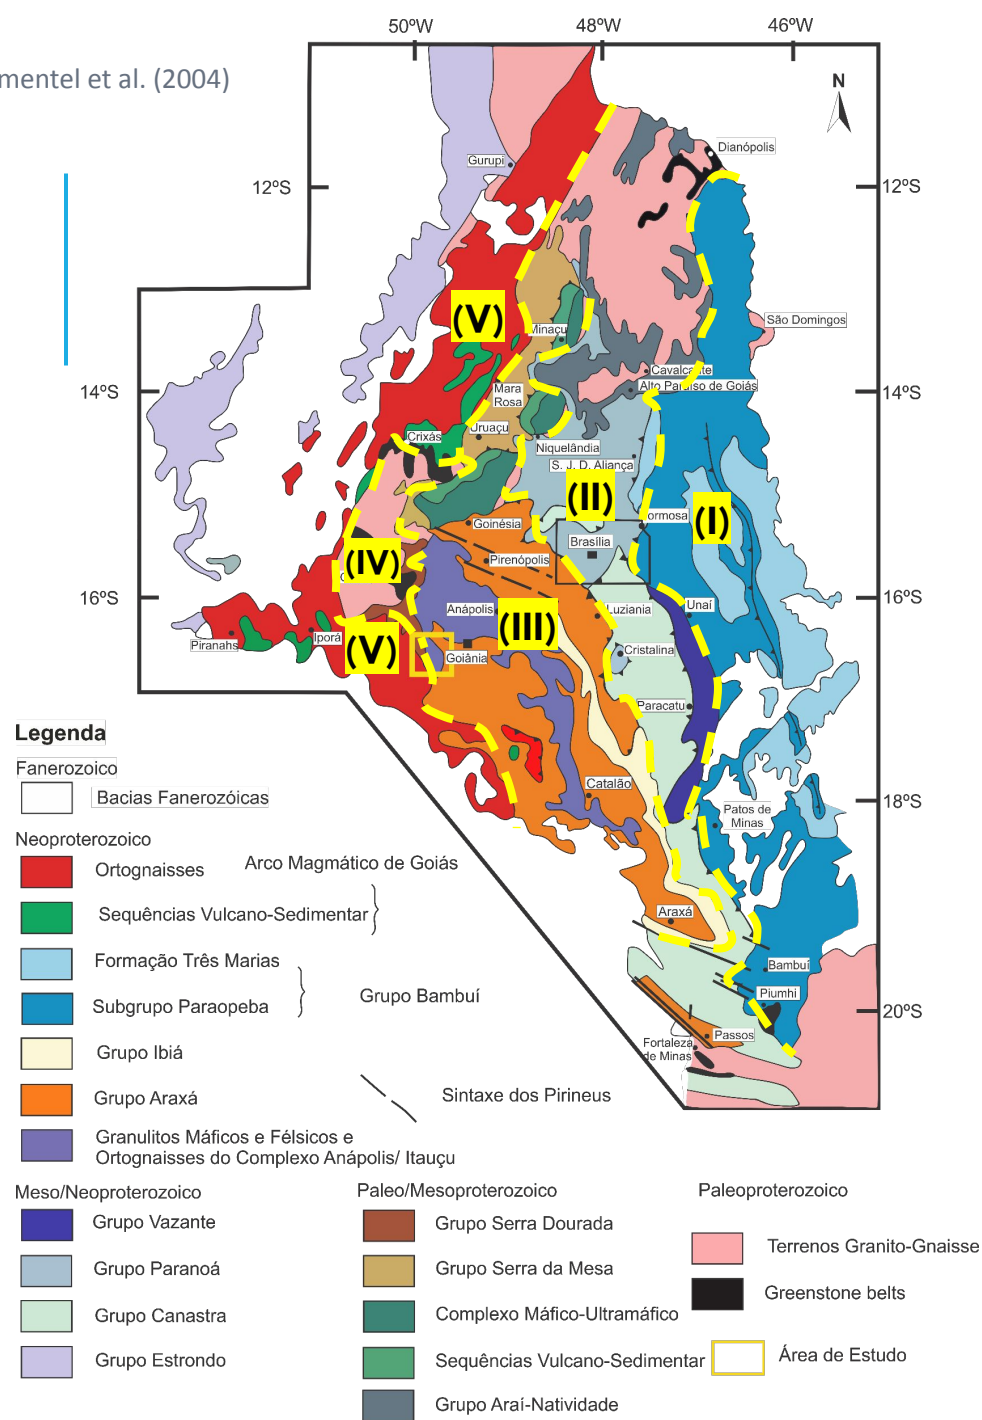 50ºW 48ºW 46ºW
mentel et al. (2004)
N
Dianópolis
Gurupi
12ºS 12ºS
(V)
Minaçu
São Domingos
Cavalcante
14ºS Alto Paraíso de Goiás 14ºS
Mara
Rosa
Uruaçu
Crixás
Niquelândia
S. J. D. Aliança
(II)
(I)
Goinésia
ormosa
Brasília
(IV)
Pirenópolis
16ºS 16ºS
Anápolis
Luziania
Unaí
(III)
Piranahs
Iporá
(V)
Goiânia
Cristalina
Paracatu
Legenda
Fanerozoico
Bacias Fanerozóicas
Catalão
18ºS
Patos de
Minas
Neoproterozoico
Ortognaisses
Arco Magmático de Goiás
Sequências Vulcano-Sedimentar
Araxá
Formação Três Marias
Bambuí
Grupo Bambuí
Subgrupo Paraopeba
Piumhi
20ºS
Passos
Fortaleza
de Minas
Grupo Ibiá
Grupo Araxá
Sintaxe dos Pirineus
Granulitos Máficos e Félsicos e
Ortognaisses do Complexo Anápolis/ Itauçu
Meso/Neoproterozoico
Grupo Vazante
Grupo Paranoá
Grupo Canastra
Grupo Estrondo
Paleo/Mesoproterozoico
Grupo Serra Dourada
Grupo Serra da Mesa
Complexo Máfico-Ultramáfico
Sequências Vulcano-Sedimentar
Grupo Araí-Natividade
Paleoproterozoico
Terrenos Granito-Gnaisse
Greenstone belts
Área de Estudo